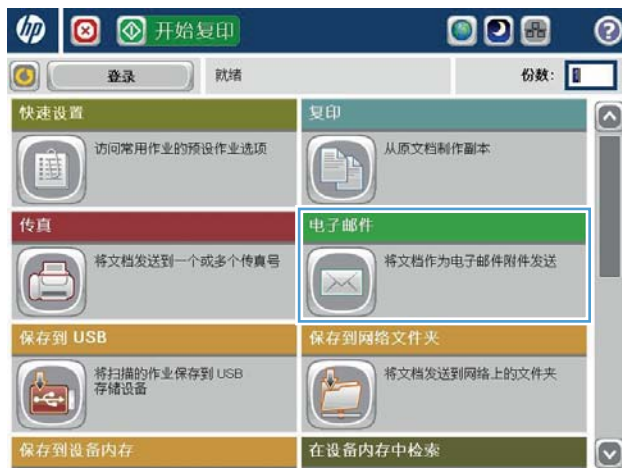 hp 开始复印 ?
登录 就绪 份数: 1
快速设置 复印
访问常用作业的预设作业选项 从原文档制作副本
传真 电子邮件
将文档发送到一个或多个传真号 将文档作为电子邮件附件发送
保存到 USB 保存到网络文件夹
将扫描的作业保存到 USB 将文档发送到网络上的文件夹
存储设备
保存到设备内存 在设备内存中检索